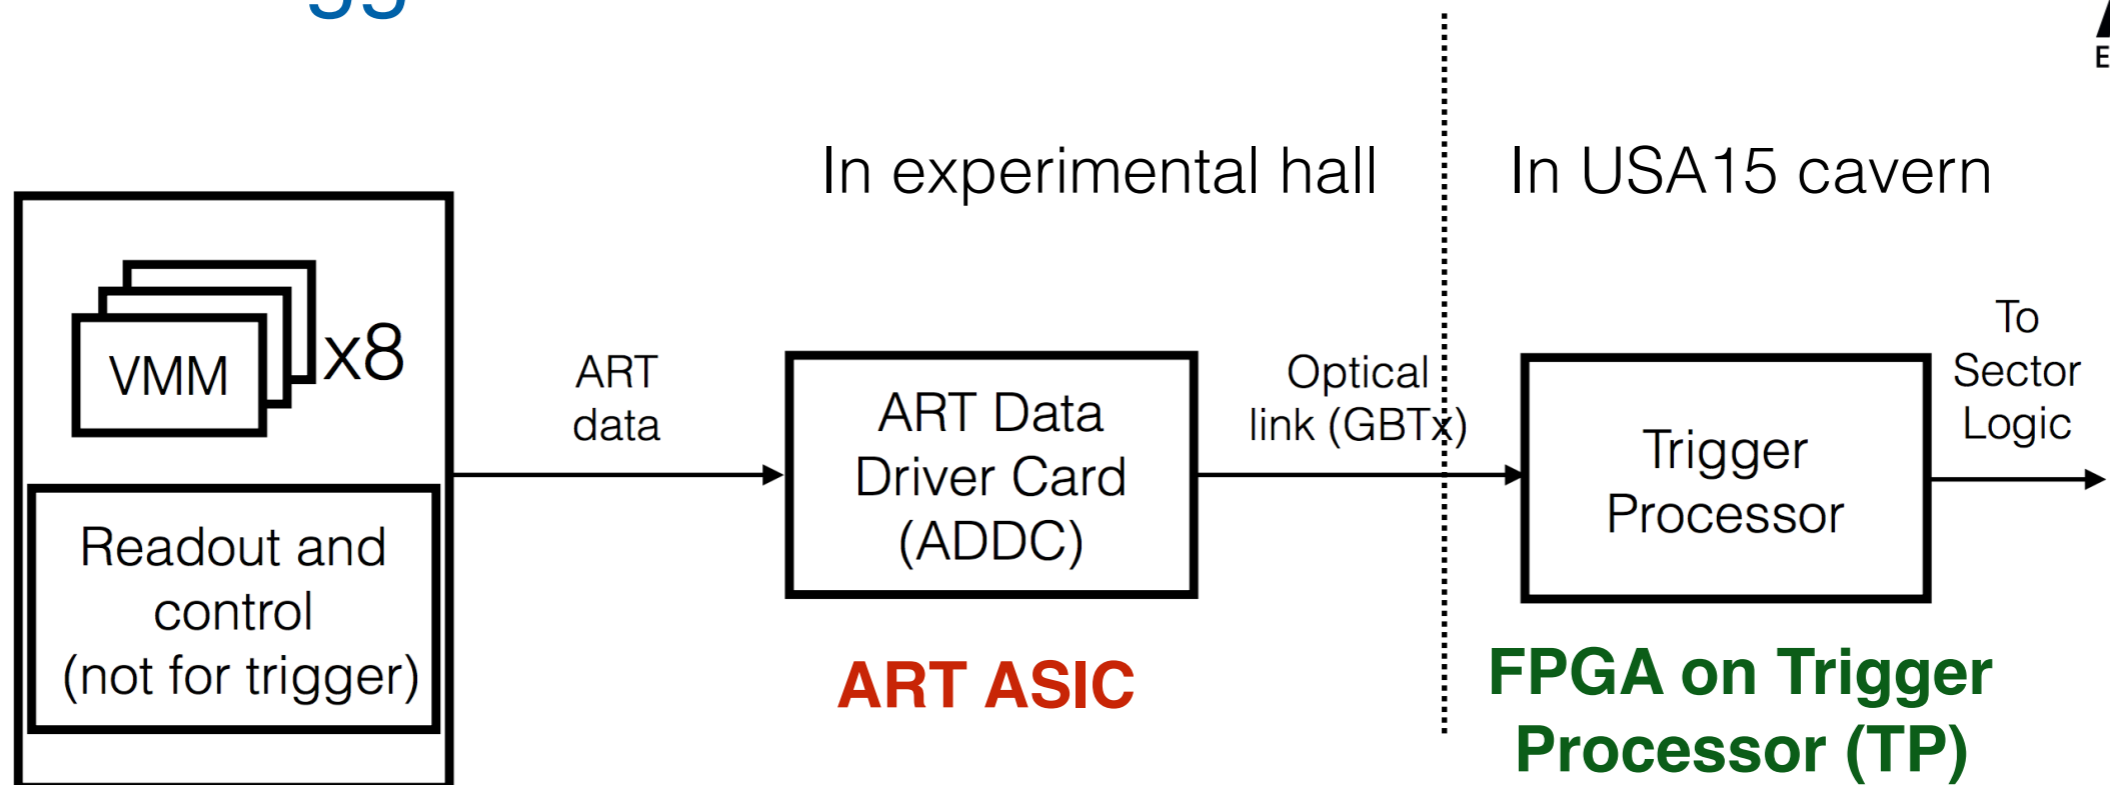 In experimental hall
In USA15 cavern
VMM
x8
Readout and
control
(not for trigger)
ART
data
ART Data
Driver Card
(ADDC)
ART ASIC
Optical
link (GBTx)
Trigger
Processor
FPGA on Trigger
Processor (TP)
To
Sector
Logic